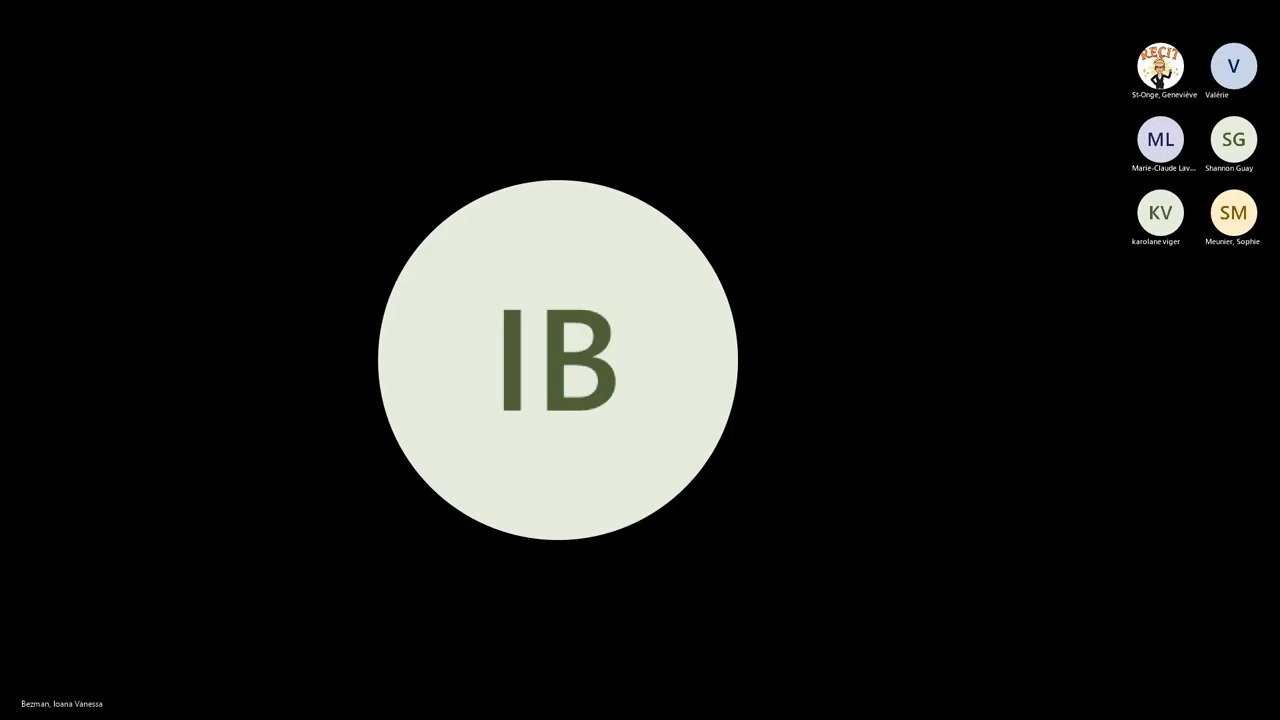 RECIT
St-Onge, Geneviève
V
Valérie
ML
Marie-Claude Lav...
SG
Shannon Guay
KV
karolane viger
SM
Meunier, Sophie
IB
Bezman, Ioana Vanessa